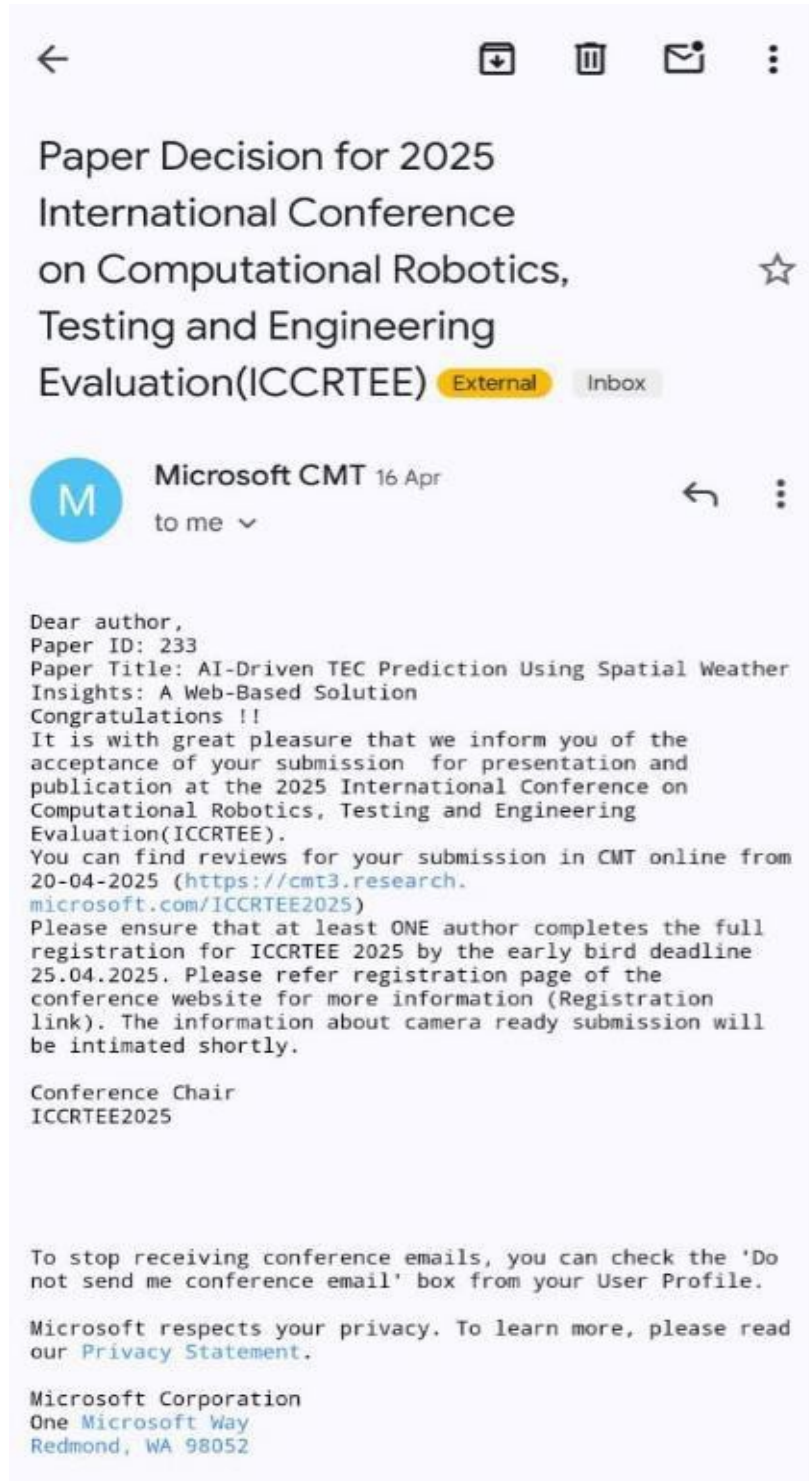 Paper Decision for 2025
International Conference
on Computational Robotics,
Testing and Engineering
Evaluation(ICCRTEE) External Inbox
M
Microsoft CMT 16 Apr
to me
Dear author,
Paper ID: 233
Paper Title: AI-Driven TEC Prediction Using Spatial Weather
Insights: A Web-Based Solution
Congratulations !!
It is with great pleasure that we inform you of the
acceptance of your submission  for presentation and
publication at the 2025 International Conference on
Computational Robotics, Testing and Engineering
Evaluation(ICCRTEE).
You can find reviews for your submission in CMT online from
20-04-2025 (https://cmt3.research.
microsoft.com/ICCRTEE2025)
Please ensure that at least ONE author completes the full
registration for ICCRTEE 2025 by the early bird deadline
25.04.2025. Please refer registration page of the
conference website for more information (Registration
link). The information about camera ready submission will
be intimated shortly.
Conference Chair
ICCRTEE2025
To stop receiving conference emails, you can check the 'Do
not send me conference email' box from your User Profile.
Microsoft respects your privacy. To learn more, please read
our Privacy Statement.
Microsoft Corporation
One Microsoft Way
Redmond, WA 98052